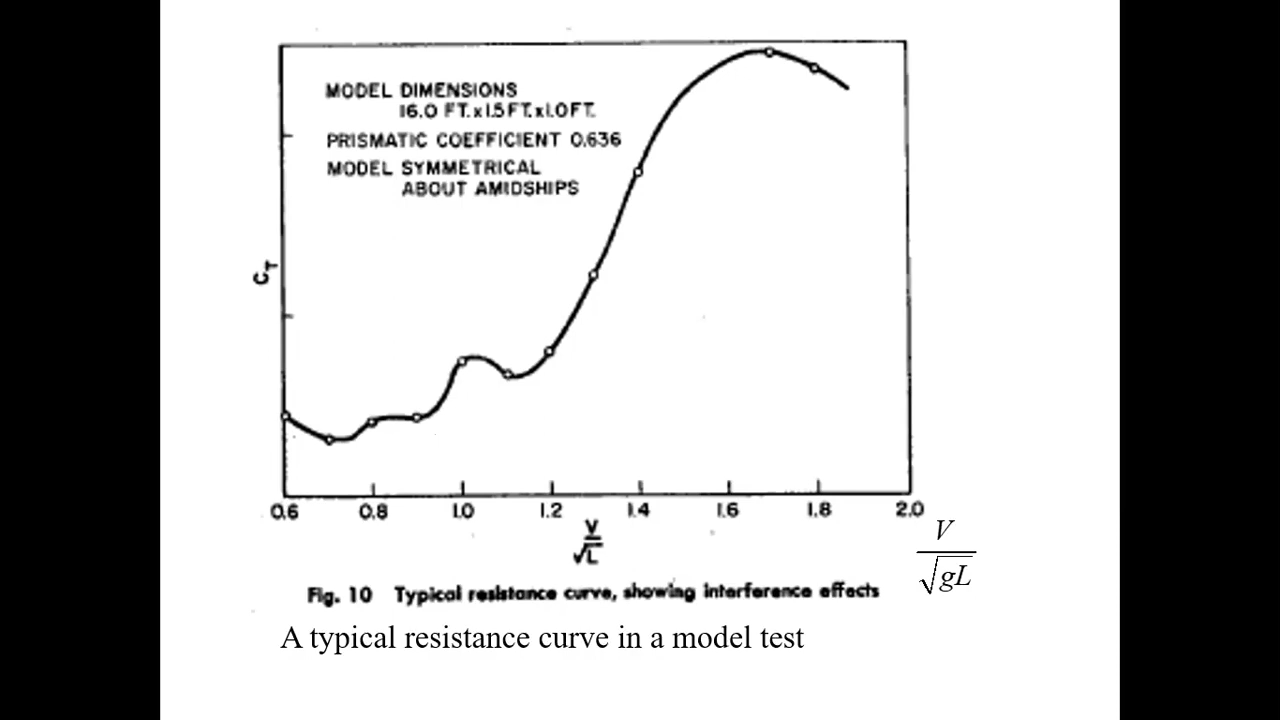 MODEL DIMENSIONS
16.0 FT. x 1.5 FT. x 1.0 FT.
PRISMATIC COEFFICIENT 0.636
MODEL SYMMETRICAL
ABOUT AMIDSHIPS
C_T
0.6 0.8 1.0 1.2 1.4 1.6 1.8 2.0
V
√L
V
√gL
Fig. 10 Typical resistance curve, showing interference effects
A typical resistance curve in a model test